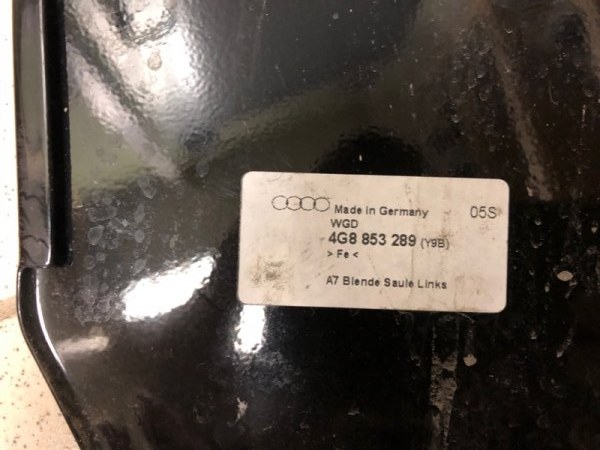 Made in Germany 05S
WGD
4G8 853 289 (Y9B)
> Fe <
A7 Blende Saule Links